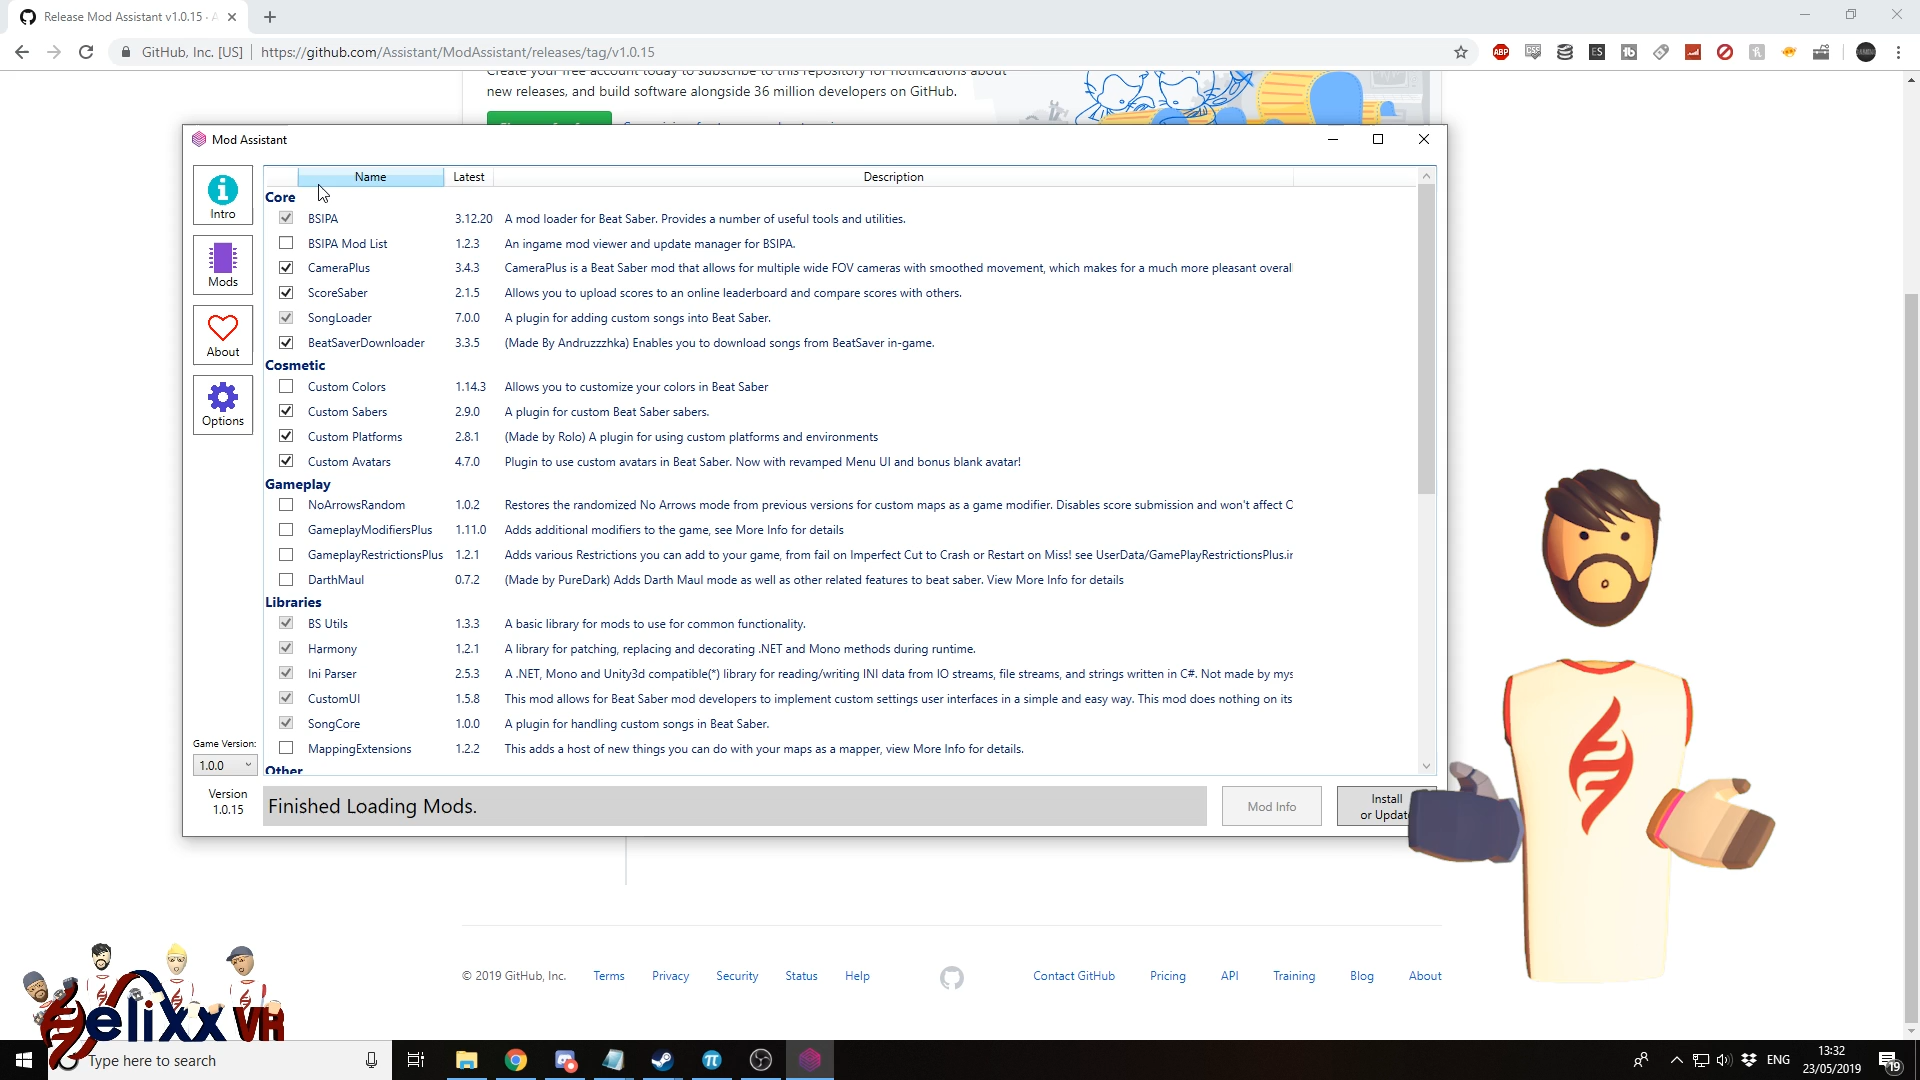 Release Mod Assistant v1.0.15 ·
GitHub, Inc. [US]
https://github.com/Assistant/ModAssistant/releases/tag/v1.0.15
ABP
CSS
ES
tb
Create your free account today to subscribe to this repository for notifications about
new releases, and build software alongside 36 million developers on GitHub.
Mod Assistant
Intro
Mods
About
Options
Game Version:
1.0.0
Version
1.0.15
Name Latest Description
Core
BSIPA 3.12.20 A mod loader for Beat Saber. Provides a number of useful tools and utilities.
BSIPA Mod List 1.2.3 An ingame mod viewer and update manager for BSIPA.
CameraPlus 3.4.3 CameraPlus is a Beat Saber mod that allows for multiple wide FOV cameras with smoothed movement, which makes for a much more pleasant overal
ScoreSaber 2.1.5 Allows you to upload scores to an online leaderboard and compare scores with others.
SongLoader 7.0.0 A plugin for adding custom songs into Beat Saber.
BeatSaverDownloader 3.3.5 (Made By Andruzzzhka) Enables you to download songs from BeatSaver in-game.
Cosmetic
Custom Colors 1.14.3 Allows you to customize your colors in Beat Saber
Custom Sabers 2.9.0 A plugin for custom Beat Saber sabers.
Custom Platforms 2.8.1 (Made by Rolo) A plugin for using custom platforms and environments
Custom Avatars 4.7.0 Plugin to use custom avatars in Beat Saber. Now with revamped Menu UI and bonus blank avatar!
Gameplay
NoArrowsRandom 1.0.2 Restores the randomized No Arrows mode from previous versions for custom maps as a game modifier. Disables score submission and won't affect C
GameplayModifiersPlus 1.11.0 Adds additional modifiers to the game, see More Info for details
GameplayRestrictionsPlus 1.2.1 Adds various Restrictions you can add to your game, from fail on Imperfect Cut to Crash or Restart on Miss! see UserData/GamePlayRestrictionsPlus.ir
DarthMaul 0.7.2 (Made by PureDark) Adds Darth Maul mode as well as other related features to beat saber. View More Info for details
Libraries
BS Utils 1.3.3 A basic library for mods to use for common functionality.
Harmony 1.2.1 A library for patching, replacing and decorating .NET and Mono methods during runtime.
Ini Parser 2.5.3 A .NET, Mono and Unity3d compatible(*) library for reading/writing INI data from IO streams, file streams, and strings written in C#. Not made by mys
CustomUI 1.5.8 This mod allows for Beat Saber mod developers to implement custom settings user interfaces in a simple and easy way. This mod does nothing on its
SongCore 1.0.0 A plugin for handling custom songs in Beat Saber.
MappingExtensions 1.2.2 This adds a host of new things you can do with your maps as a mapper, view More Info for details.
Other
Finished Loading Mods.
Mod Info
Install
or Update
© 2019 GitHub, Inc. Terms Privacy Security Status Help Contact GitHub Pricing API Training Blog About
elixx VR
Type here to search
ENG
13:32
23/05/2019
19